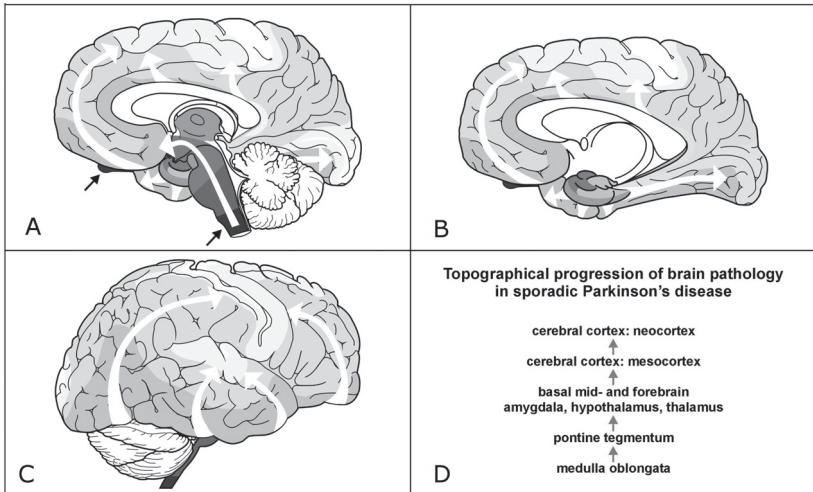 A
B
C
Topographical progression of brain pathology
in sporadic Parkinson's disease
cerebral cortex: neocortex
cerebral cortex: mesocortex
basal mid- and forebrain
amygdala, hypothalamus, thalamus
pontine tegmentum
medulla oblongata
D